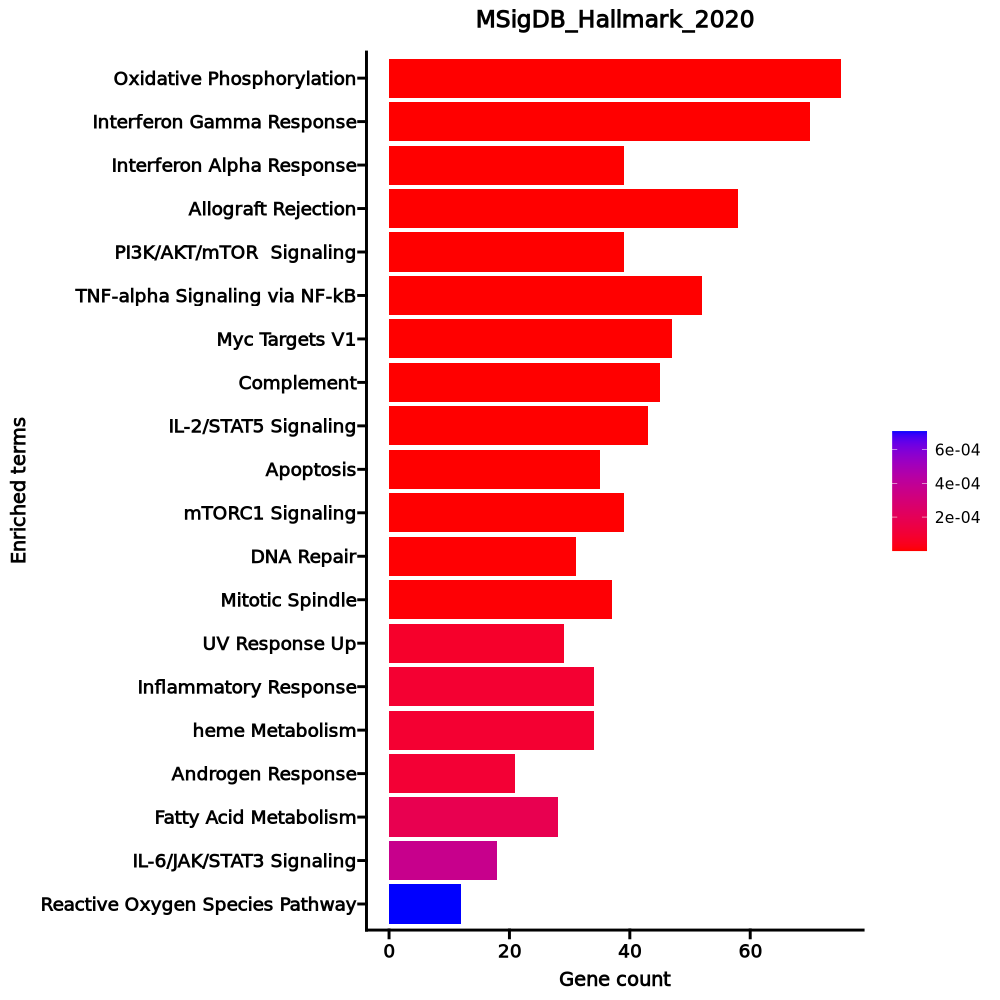 MSigDB_Hallmark_2020
Oxidative Phosphorylation
Interferon Gamma Response
Interferon Alpha Response
Allograft Rejection
PI3K/AKT/mTOR  Signaling
TNF-alpha Signaling via NF-kB
Myc Targets V1
Complement
IL-2/STAT5 Signaling
Apoptosis
mTORC1 Signaling
DNA Repair
Mitotic Spindle
UV Response Up
Inflammatory Response
heme Metabolism
Androgen Response
Fatty Acid Metabolism
IL-6/JAK/STAT3 Signaling
Reactive Oxygen Species Pathway
Enriched terms
0 20 40 60
Gene count
6e-04
4e-04
2e-04